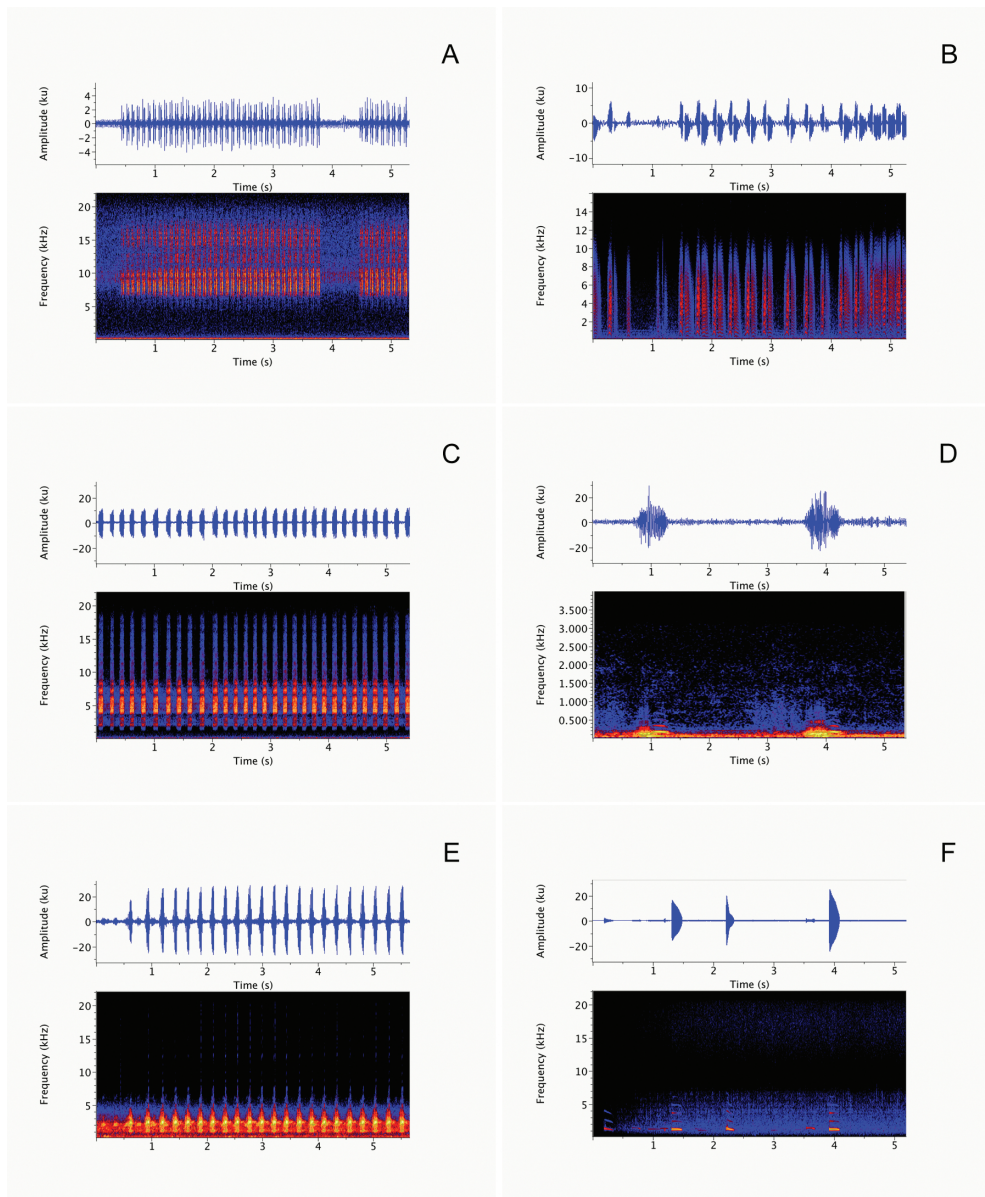 A
Amplitude (ku)
4
2
0
−2
−4
1 2 3 4 5
Time (s)
Frequency (kHz)
20
15
10
5
1 2 3 4 5
Time (s)
B
Amplitude (ku)
10
0
−10
1 2 3 4 5
Time (s)
Frequency (kHz)
14
12
10
8
6
4
2
1 2 3 4 5
Time (s)
C
Amplitude (ku)
20
0
−20
1 2 3 4 5
Time (s)
Frequency (kHz)
20
15
10
5
1 2 3 4 5
Time (s)
D
Amplitude (ku)
20
0
−20
1 2 3 4 5
Time (s)
Frequency (kHz)
3.500
3.000
2.500
2.000
1.500
1.000
0.500
1 2 3 4 5
Time (s)
E
Amplitude (ku)
20
0
−20
1 2 3 4 5
Time (s)
Frequency (kHz)
20
15
10
5
1 2 3 4 5
Time (s)
F
Amplitude (ku)
20
0
−20
1 2 3 4 5
Time (s)
Frequency (kHz)
20
15
10
5
1 2 3 4 5
Time (s)